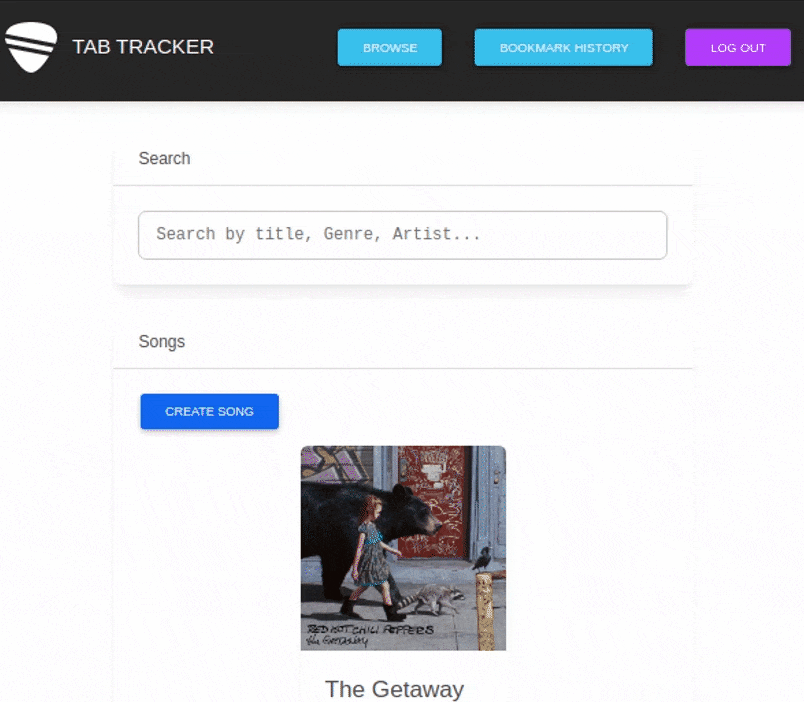 TAB TRACKER
BROWSE
BOOKMARK HISTORY
LOG OUT
Search
Search by title, Genre, Artist...
Songs
CREATE SONG
RED HOT CHILI PEPPERS
the Getaway
The Getaway